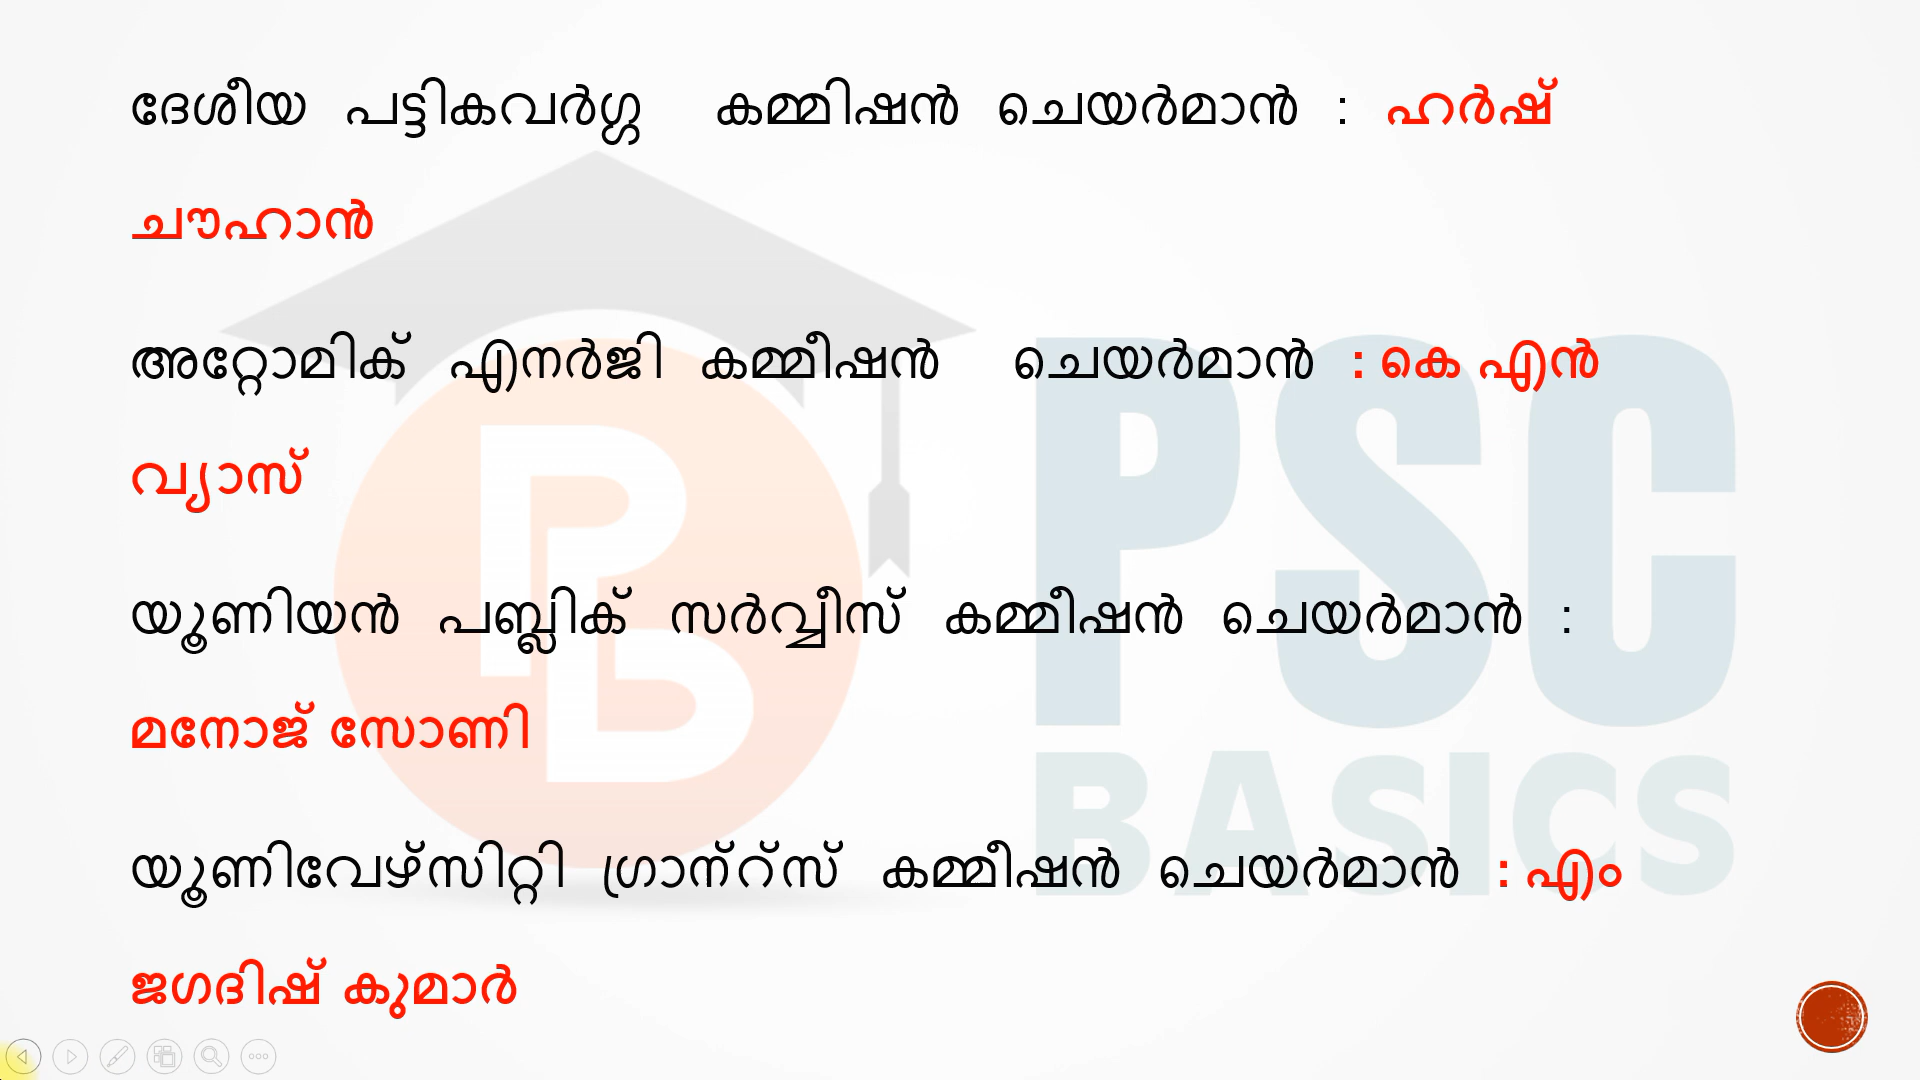 ദേശീയ പട്ടികവർഗ്ഗ കമ്മിഷൻ ചെയർമാൻ : ഹർഷ്
ചൗഹാൻ
അറ്റോമിക് എനർജി കമ്മീഷൻ ചെയർമാൻ : കെ എൻ
വ്യാസ്
യൂണിയൻ പബ്ലിക് സർവ്വീസ് കമ്മീഷൻ ചെയർമാൻ :
മനോജ് സോണി
യൂണിവേഴ്സിറ്റി ഗ്രാന്റ്സ് കമ്മീഷൻ ചെയർമാൻ : എം
ജഗദിഷ് കുമാർ
PB
PSC
BASICS